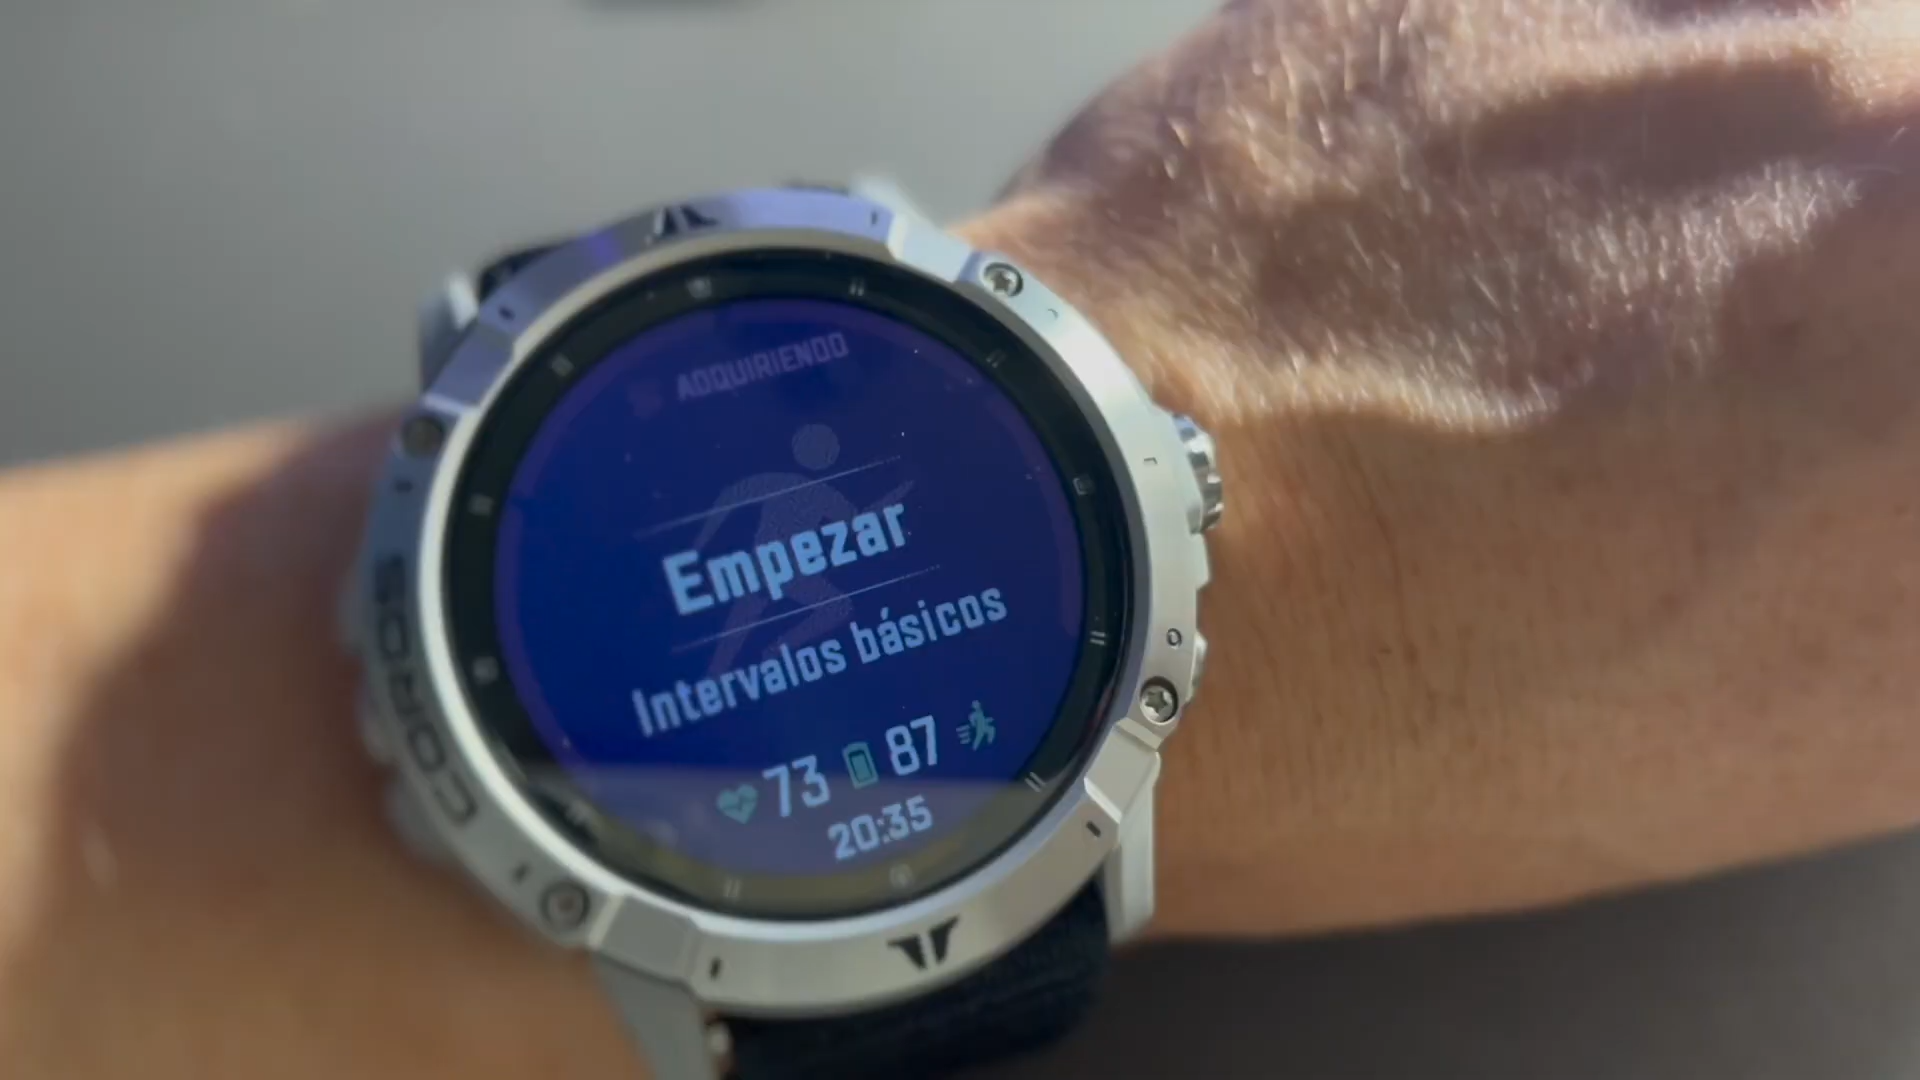 ADQUIRIENDO
Empezar
Intervalos básicos
73 87
20:35
COROS